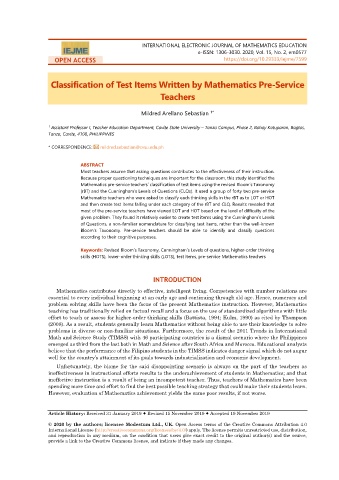 INTERNATIONAL ELECTRONIC JOURNAL OF MATHEMATICS EDUCATION
e-ISSN: 1306-3030. 2020, Vol. 15, No. 2, em0577
IEJME
OPEN ACCESS
https://doi.org/10.29333/iejme/
Classification of Test Items Written by Mathematics Pre-Service
Teachers
Mildred Arellano Sebastian 1*
1 Assistant Professor I, Teacher Education Department, Cavite State University – Tanza Campus, Phase 2, Bahay Katuparan, Bagtas,
Tanza, Cavite, 4108, PHILIPPINES
* CORRESPONDENCE:
ABSTRACT
Most teachers assume that asking questions contributes to the effectiveness of their instruction.
Because proper questioning techniques are important for the classroom, this study identified the
Mathematics pre-service teachers' classification of test items using the revised Bloom's Taxonomy
(rBT) and the Cunningham's Levels of Questions (CLOs). It used a group of forty two pre-service
Mathematics teachers who were asked to classify each thinking skills in the rBT as to LOT or HOT
and then create test items falling under each category of the rBT and CLQ. Results revealed that
most of the pre-service teachers have viewed LOT and HOT based on the level of difficulty of the
given problem. They found it relatively easier to create test items using the Cunningham's Levels
of Questions, a non-familiar nomenclature for classifying test items, rather than the well-known
Bloom's Taxonomy. Pre-service teachers should be able to identify and classify questions
according to their cognitive purposes.
Keywords: Revised Bloom's Taxonomy, Cunningham's Levels of questions, higher-order thinking
skills (HOTS), lower-order thinking skills (LOTS), test items, pre-service Mathematics teachers
INTRODUCTION
Mathematics contributes directly to effective, intelligent living. Competencies with number relations are
essential to every individual beginning at an early age and continuing through old age. Hence, numeracy and
problem solving skills have been the focus of the present Mathematics instruction. However, Mathematics
teaching has traditionally relied on factual recall and a focus on the use of standardized algorithms with little
effort to teach or assess for higher-order thinking skills (Battista, 1994; Kulm, 1990) as cited by Thompson
(2008). As a result, students generally learn Mathematics without being able to use their knowledge to solve
problems in diverse or non-familiar situations. Furthermore, the result of the 2011 Trends in International
Math and Science Study (TIMSS) with 50 participating countries is a dismal scenario where the Philippines
emerged as third from the last both in Math and Science after South Africa and Morocco. Educational analysts
believe that the performance of the Filipino students in the TIMSS indicates danger signal which do not augur
well for the country's attainment of its goals towards industrialization and economic development.
Unfortunately, the blame for the said disappointing scenario is always on the part of the teachers as
ineffectiveness in instructional efforts results to the underachievement of students in Mathematics; and that
ineffective instruction is a result of being an incompetent teacher. Thus, teachers of Mathematics have been
spending more time and effort to find the best possible teaching strategy that could make their students learn.
However, evaluation of Mathematics achievement yields the same poor results, if not worse.
Article History: Received 31 January 2019 ♦ Revised 15 November 2019 ♦ Accepted 19 November 2019
© 2020 by the authors; licensee Modestum Ltd., UK. Open Access terms of the Creative Commons Attribution 4.0
International License (http://creativecommons.org/licenses/by/4.0/) apply. The license permits unrestricted use, distribution,
and reproduction in any medium, on the condition that users give exact credit to the original author(s) and the source,
provide a link to the Creative Commons license, and indicate if they made any changes.